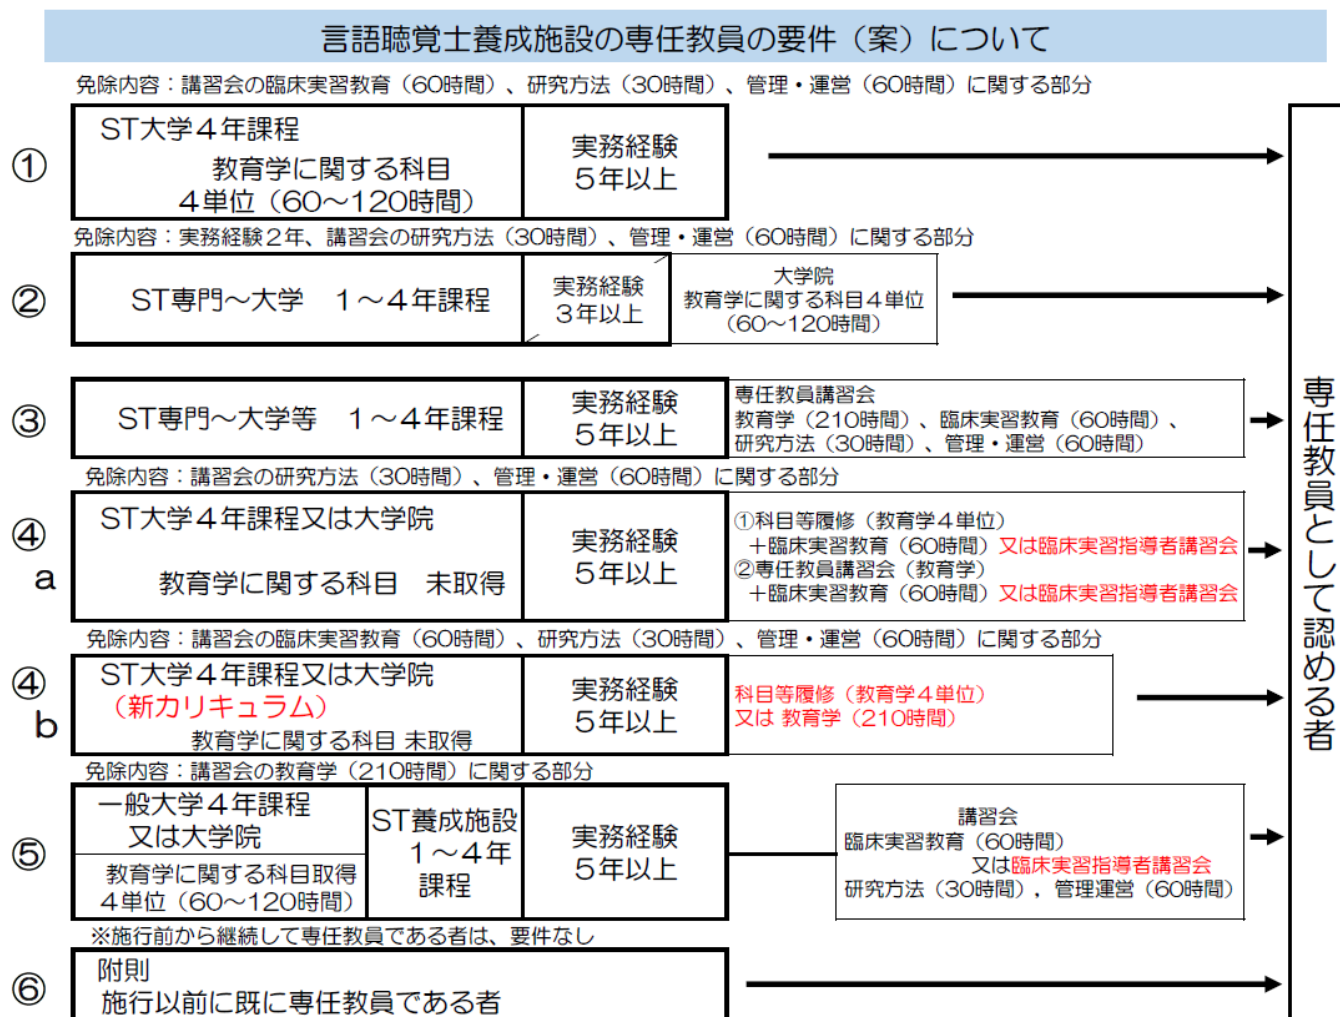 言語聴覚士養成施設の専任教員の要件（案）について
免除内容：講習会の臨床実習教育（60時間）、研究方法（30時間）、管理・運営（60時間）に関する部分
①
ST大学４年課程
教育学に関する科目
４単位（60～120時間）
実務経験
５年以上
免除内容：実務経験２年、講習会の研究方法（30時間）、管理・運営（60時間）に関する部分
②
ST専門～大学　１～４年課程
実務経験
３年以上
大学院
教育学に関する科目４単位
（60～120時間）
③
ST専門～大学等　１～４年課程
実務経験
５年以上
専任教員講習会
教育学（210時間）、臨床実習教育（60時間）、
研究方法（30時間）、管理・運営（60時間）
免除内容：講習会の研究方法（30時間）、管理・運営（60時間）に関する部分
④
a
ST大学４年課程又は大学院
教育学に関する科目　未取得
実務経験
５年以上
①科目等履修（教育学４単位）
＋臨床実習教育（60時間）又は臨床実習指導者講習会
②専任教員講習会（教育学）
＋臨床実習教育（60時間）又は臨床実習指導者講習会
免除内容：講習会の臨床実習教育（60時間）、研究方法（30時間）、管理・運営（60時間）に関する部分
④
b
ST大学４年課程又は大学院
（新カリキュラム）
教育学に関する科目 未取得
実務経験
５年以上
科目等履修（教育学４単位）
又は 教育学（210時間）
免除内容：講習会の教育学（210時間）に関する部分
⑤
一般大学４年課程
又は大学院
教育学に関する科目取得
４単位（60～120時間）
ST養成施設
１～４年
課程
実務経験
５年以上
講習会
臨床実習教育（60時間）
又は臨床実習指導者講習会
研究方法（30時間），管理運営（60時間）
※施行前から継続して専任教員である者は、要件なし
⑥
附則
施行以前に既に専任教員である者
専任教員として認める者